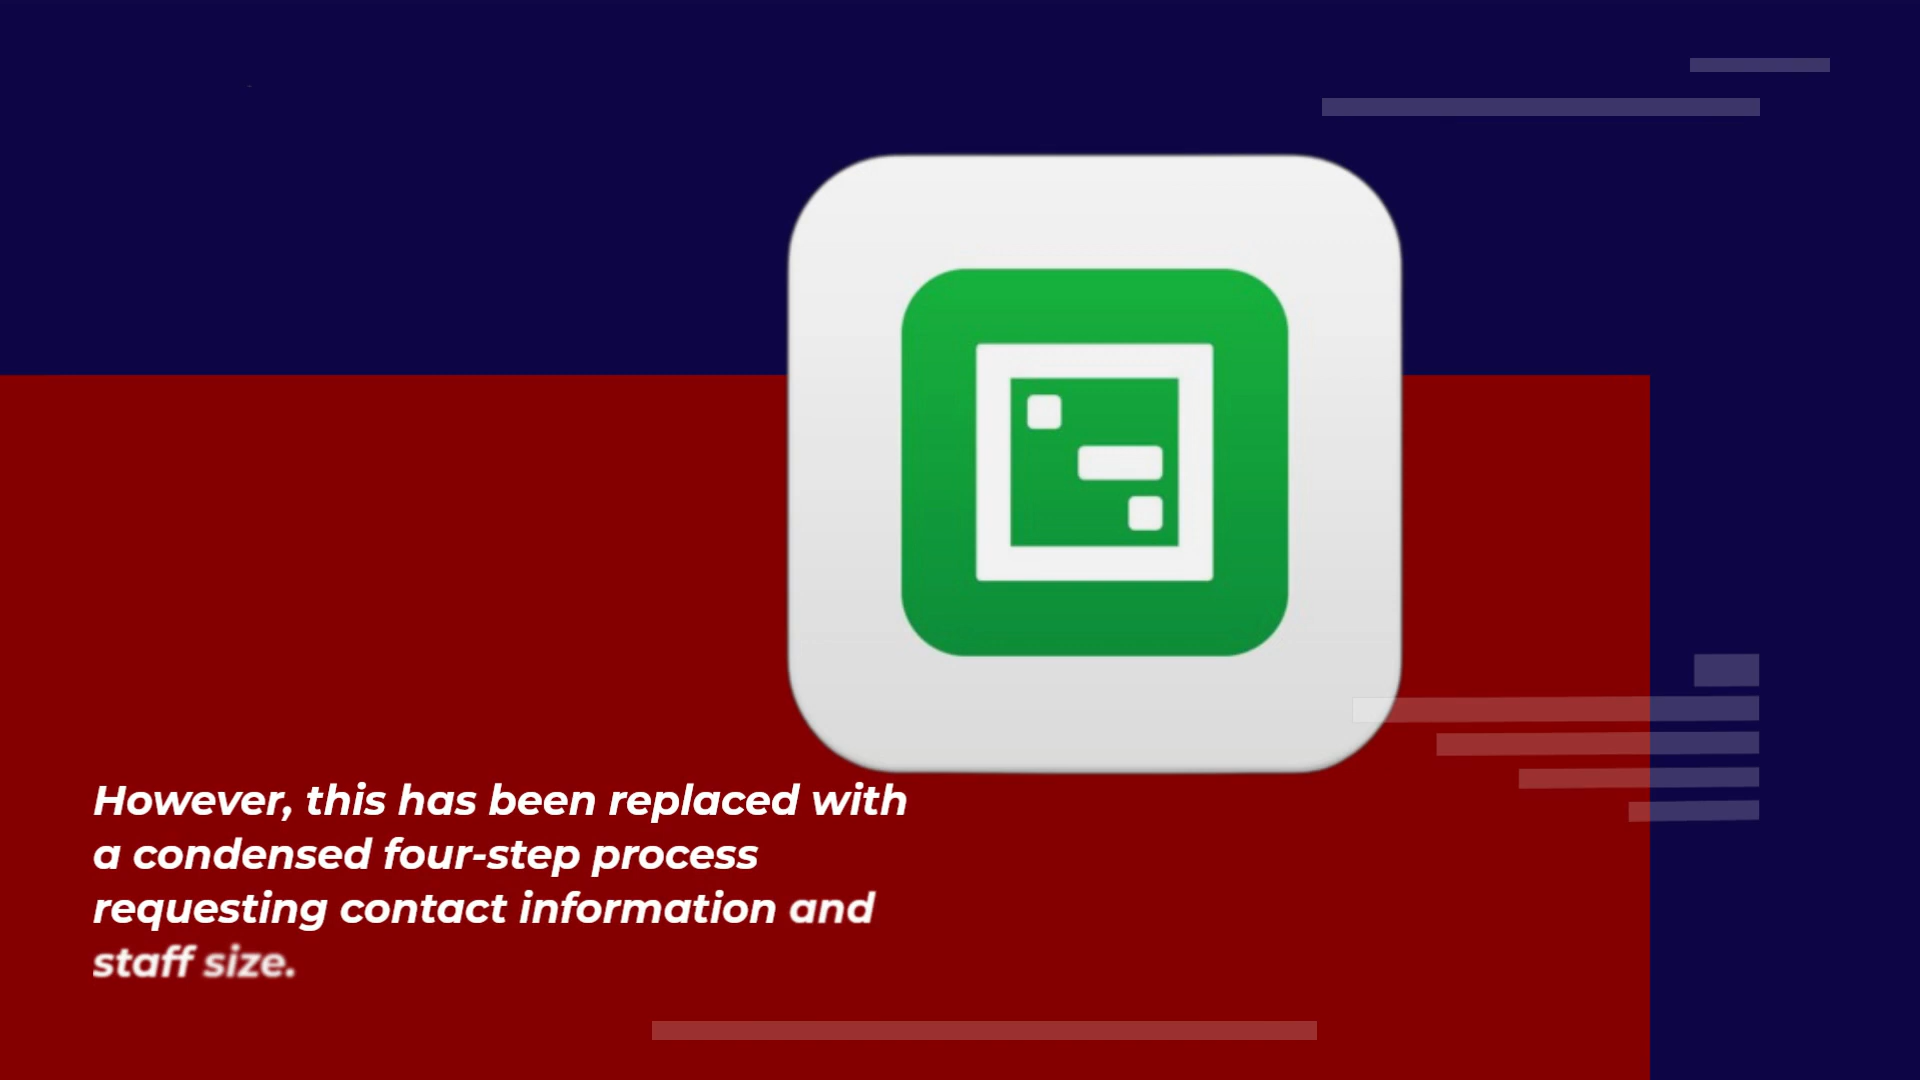 However, this has been replaced with
a condensed four-step process
requesting contact information and
staff size.